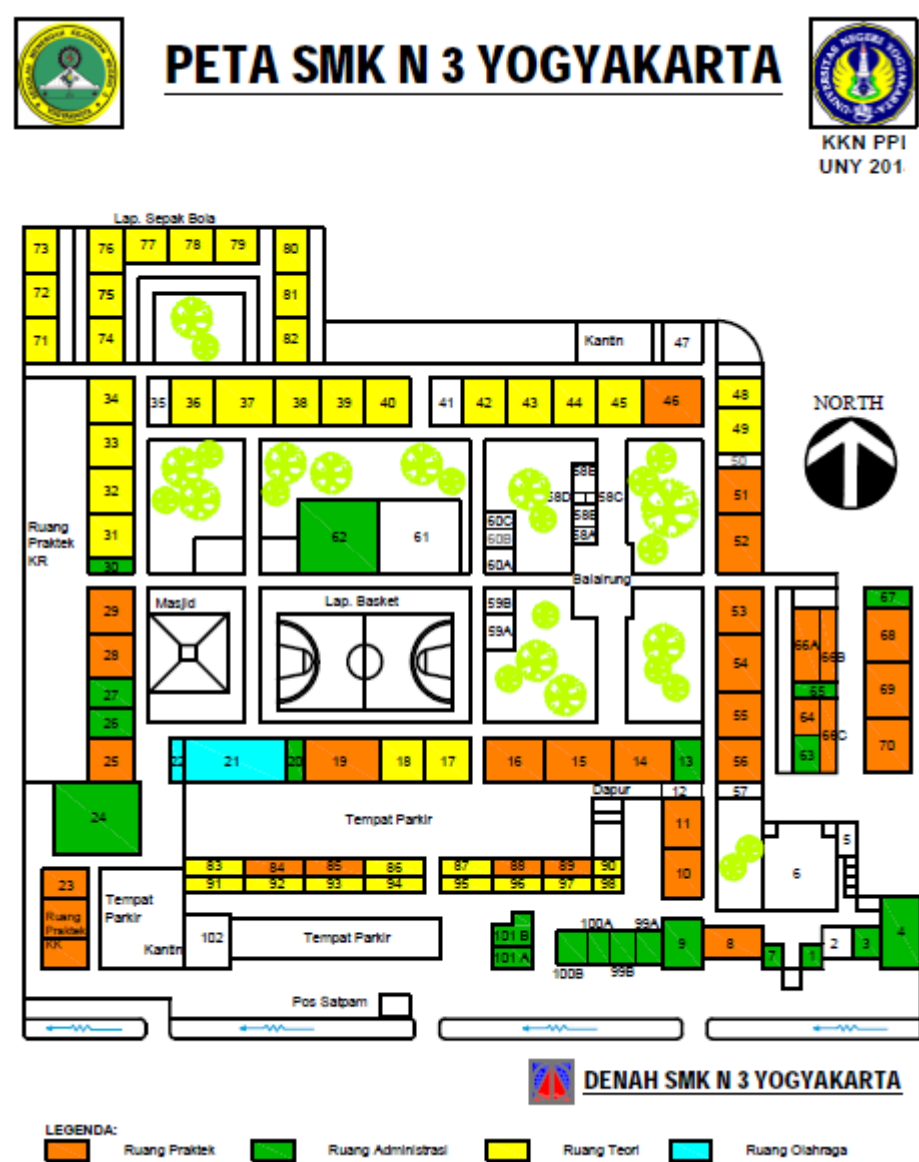 PETA SMK N 3 YOGYAKARTA
KKN PPI
UNY 201
Lap. Sepak Bola
73 76 77 78 79 80
72 75 81
71 74 82
Kantin 47
34 35 36 37 38 39 40 41 42 43 44 45 46 48
NORTH
33 49
50
32 58E 51
58D 58C
Ruang
Praktek
KR
31 62 61 60C 58B 52
60B 58A
30 60A
Balairung
29 Masjid Lap. Basket 59B 53 67
28 59A 54 66A 66B 68
27 65 69
26 55 64 66C
25 22 21 20 19 18 17 16 15 14 13 56 63 70
Dapur 12 57
24 Tempat Parkir 11 5
83 84 85 86 87 88 89 90 10 6
23 91 92 93 94 95 96 97 98
Tempat
Parkir
Ruang
Praktek
KK
Kantin 102 Tempat Parkir 101 B 100A 99A 9 8 7 1 2 3 4
101 A 100B 99B
Pos Satpam
DENAH SMK N 3 YOGYAKARTA
LEGENDA:
Ruang Praktek Ruang Administrasi Ruang Teori Ruang Olahraga